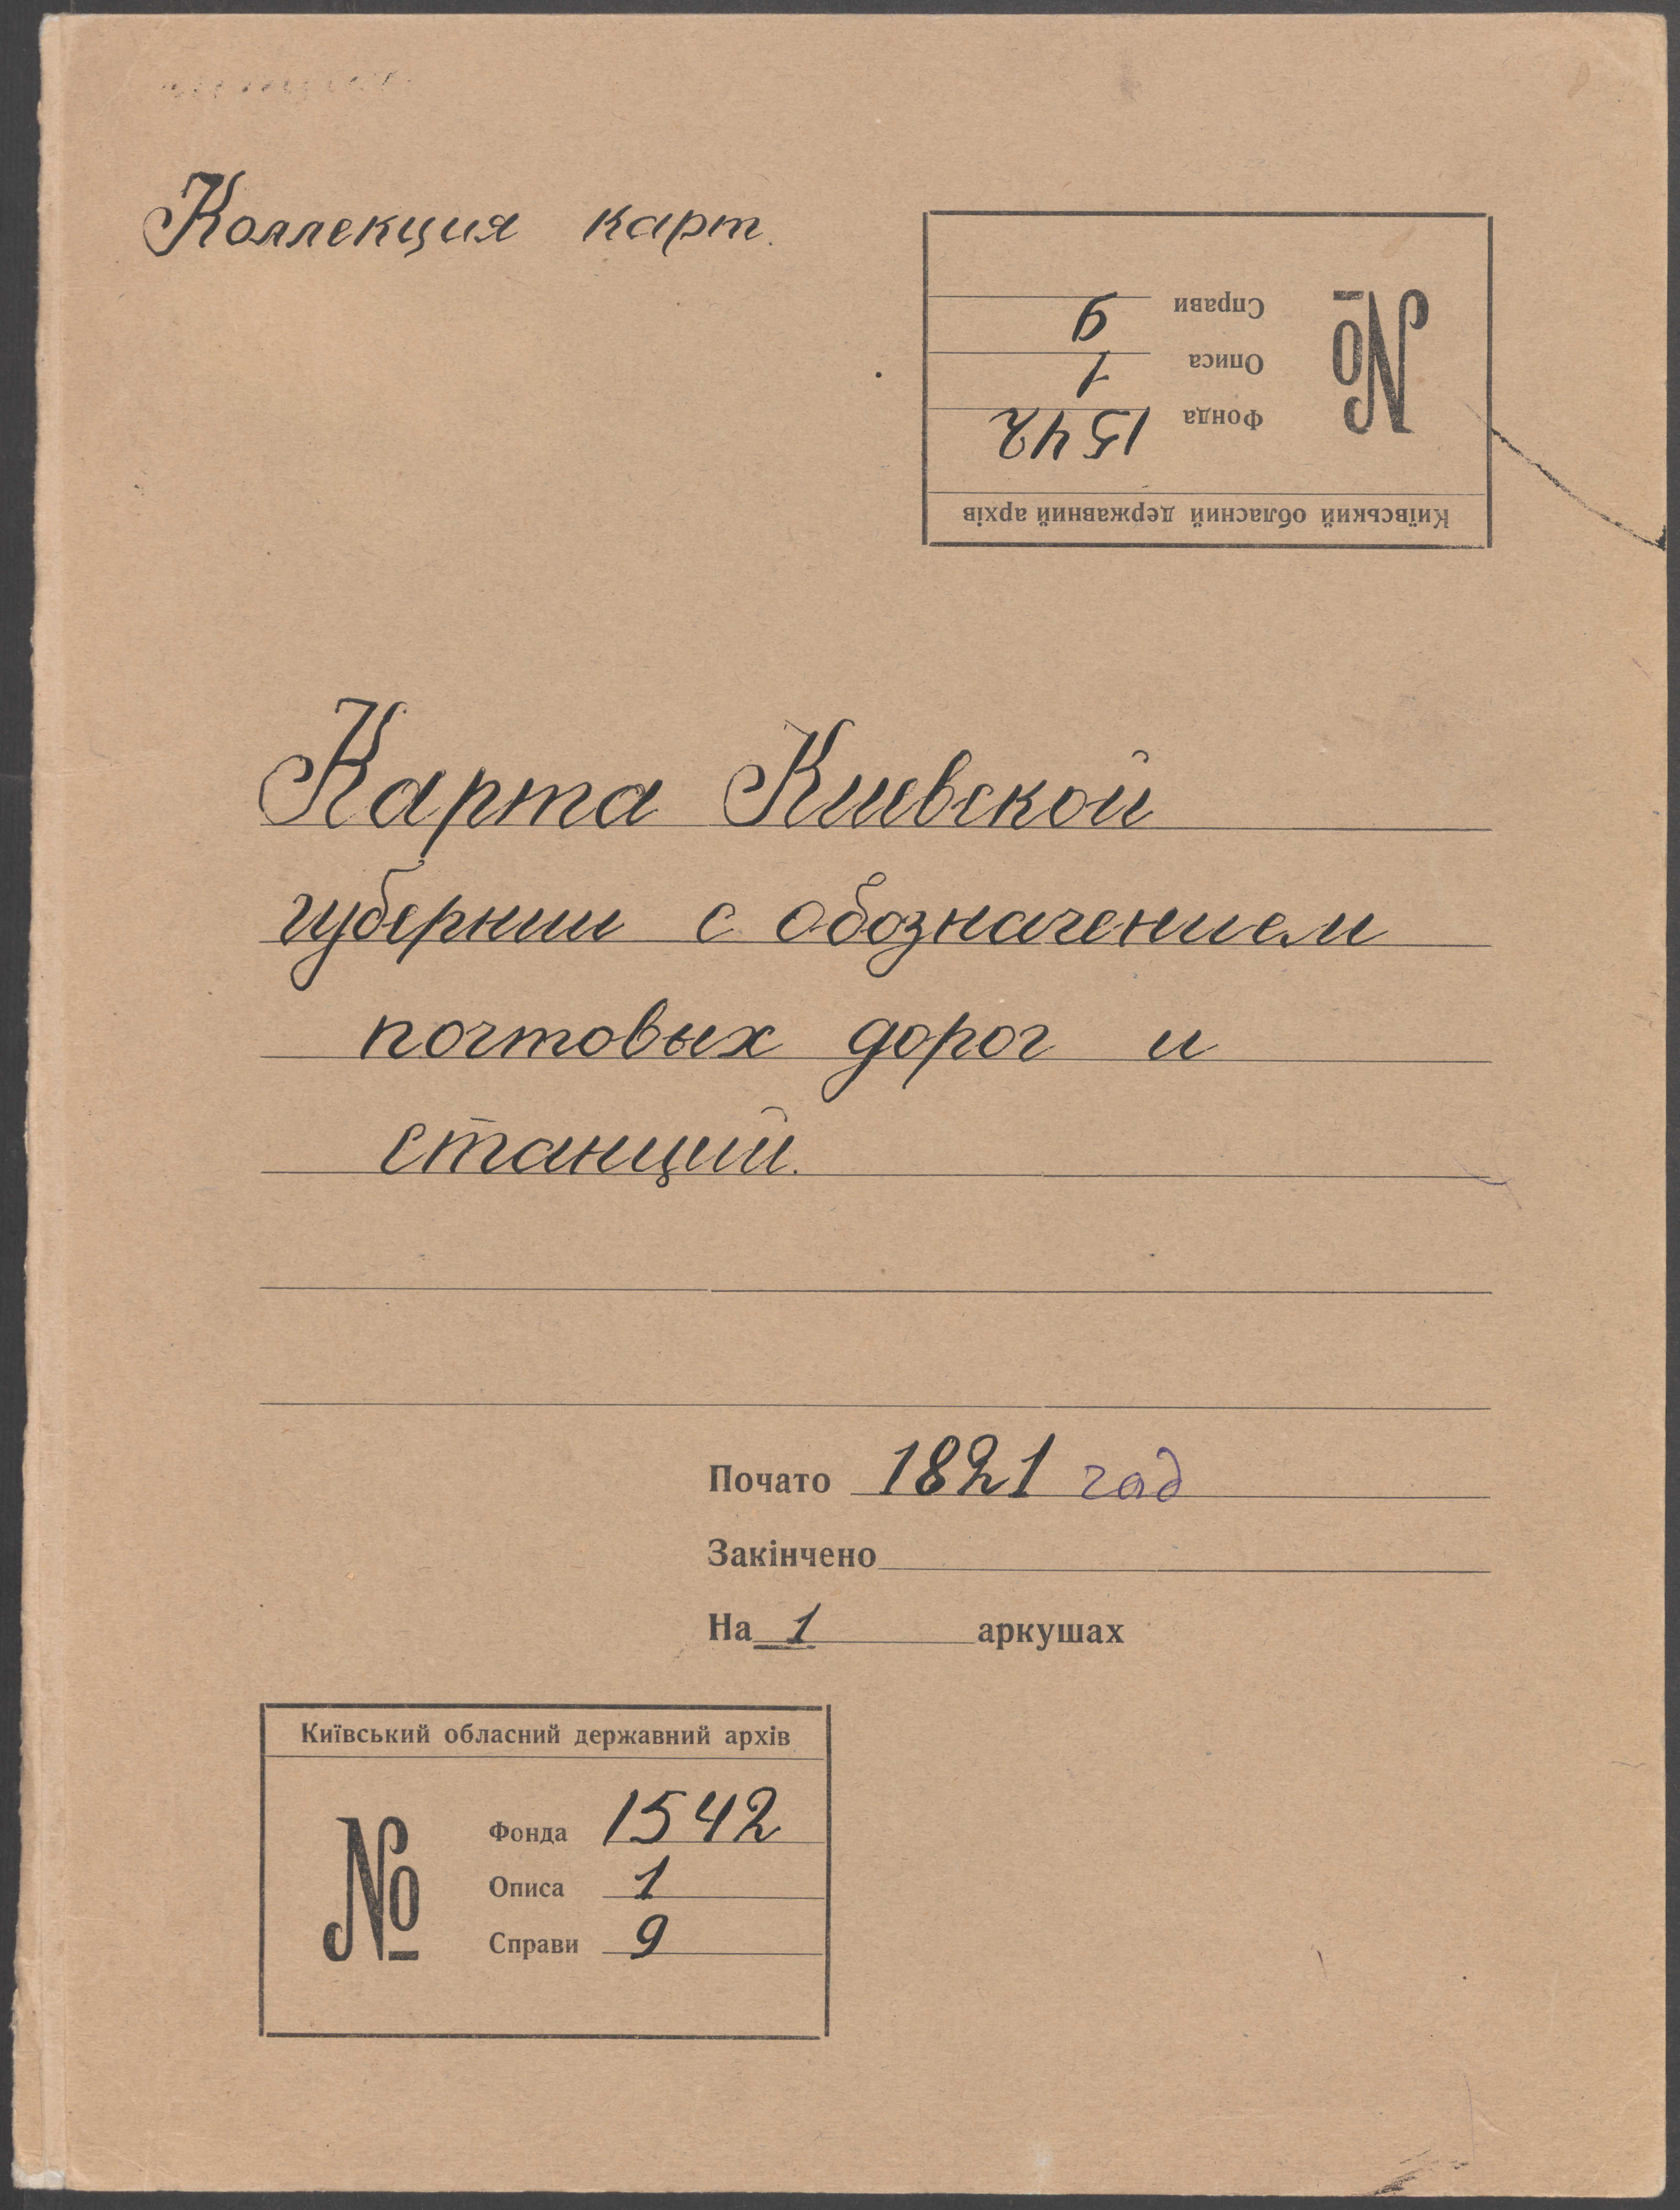 Коллекция карт.
Київський обласний державний архів
№
Фонда 1542
Описа 1
Справи 9
Карта Киевской
губернии с обозначением
почтовых дорог и
станций.
Почато 1821 год
Закінчено
На 1 аркушах
Київський обласний державний архів
№
Фонда 1542
Описа 1
Справи 9